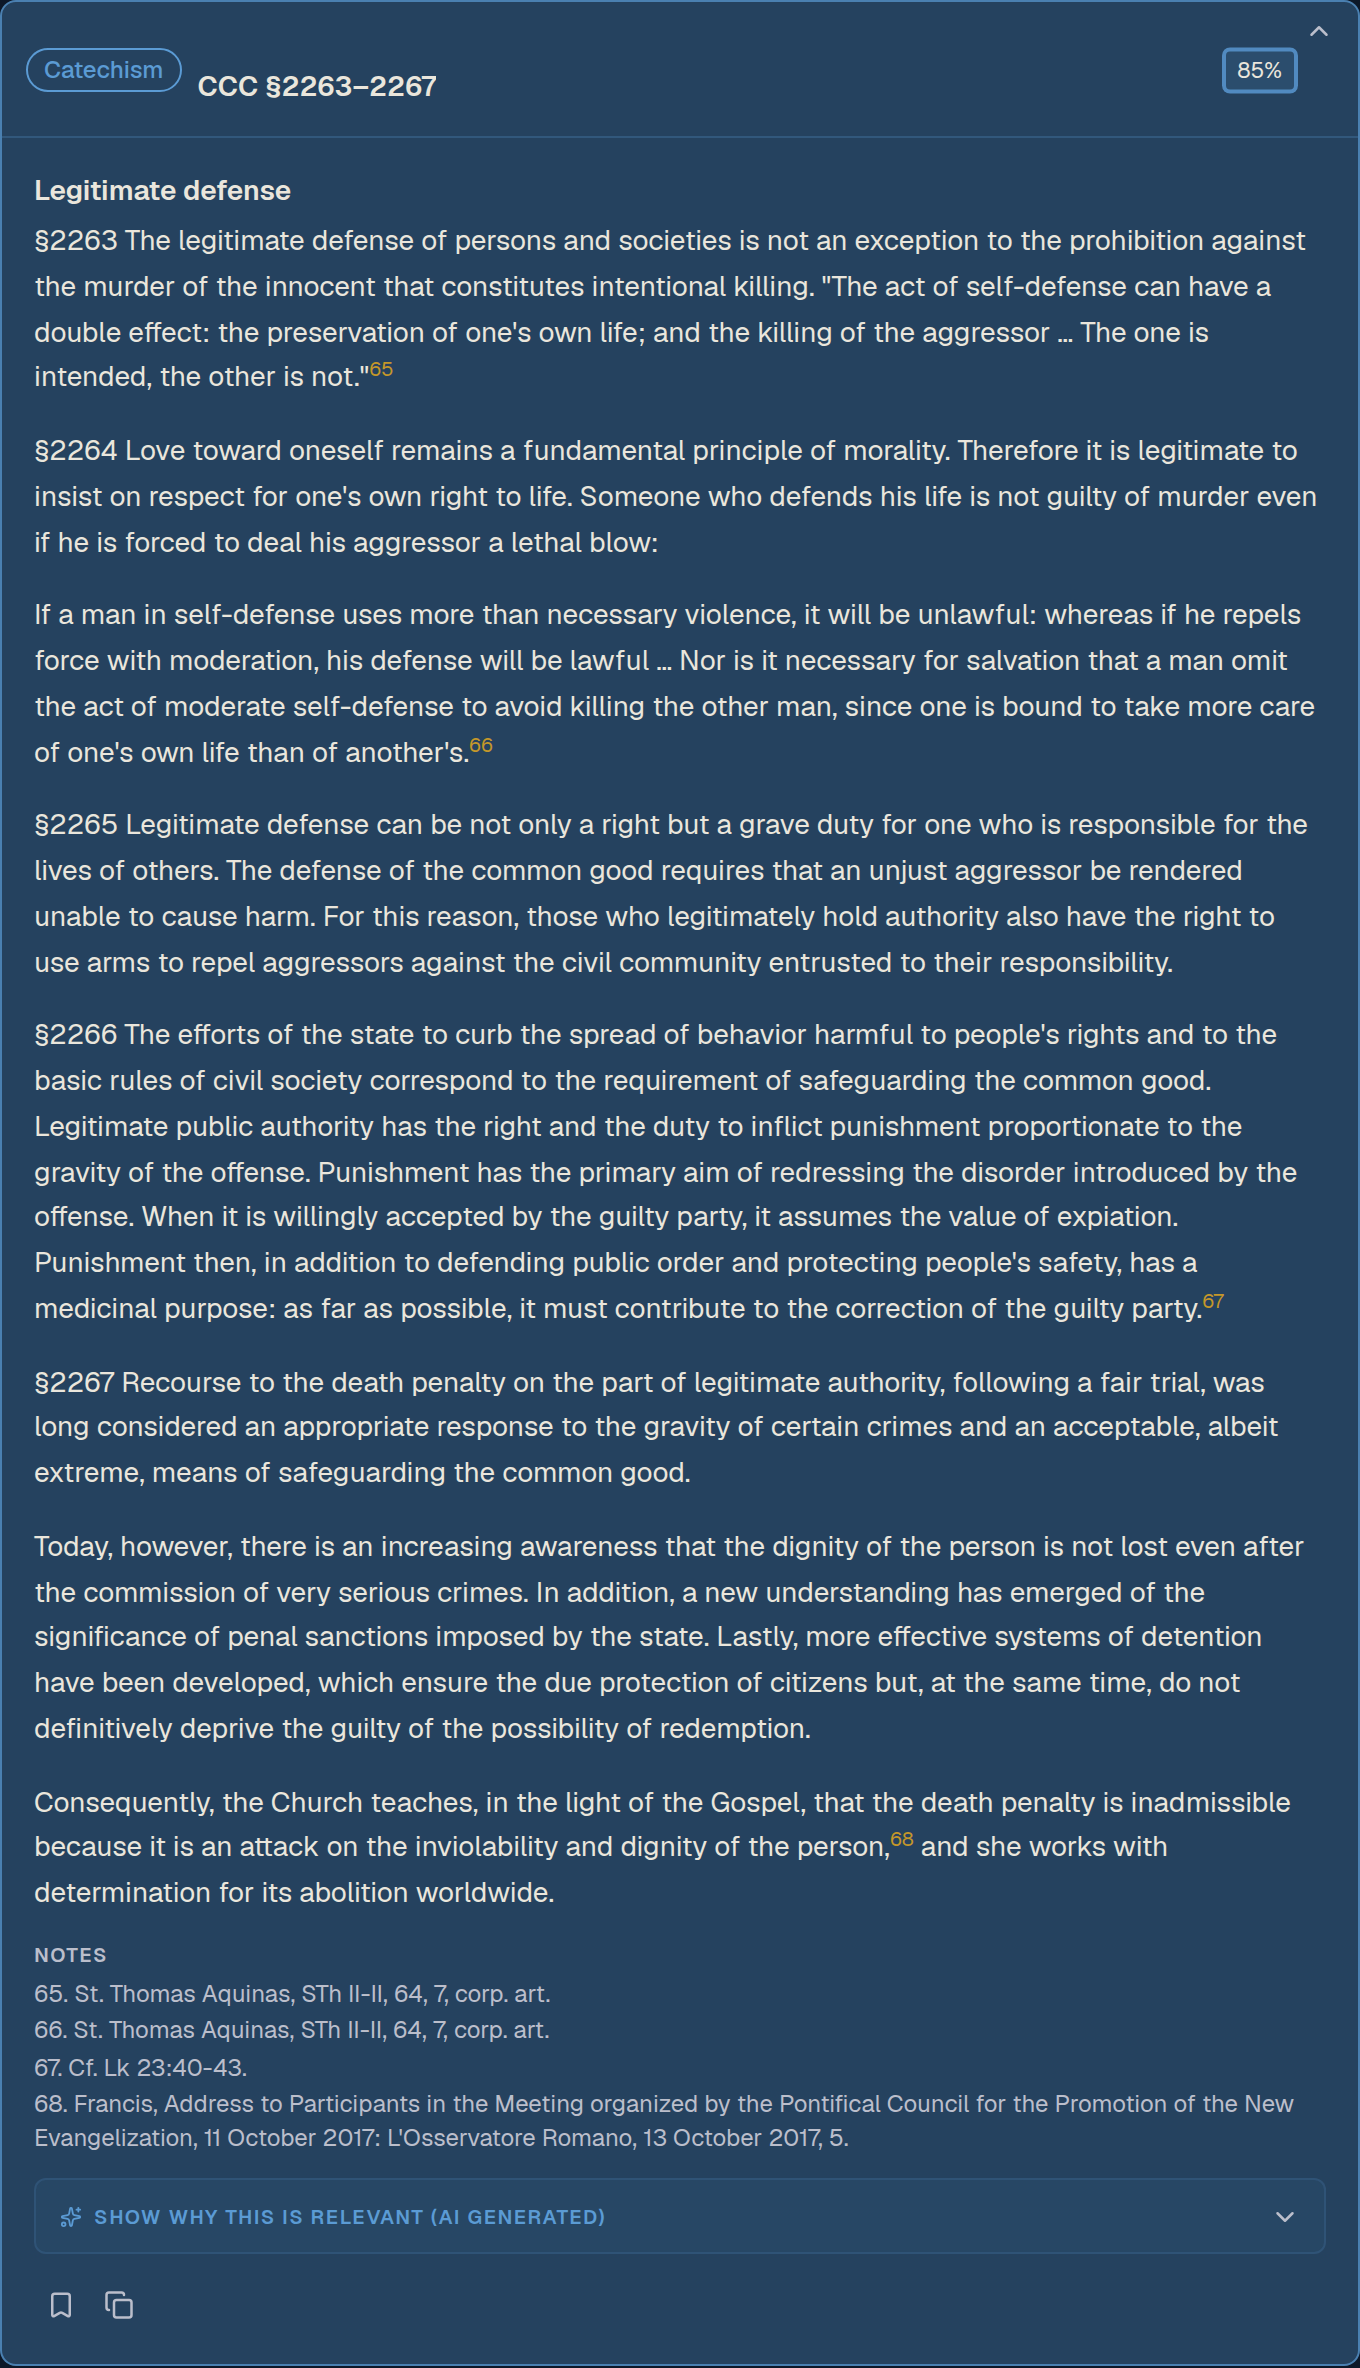 Catechism
CCC §2263–2267
85%
Legitimate defense
§2263 The legitimate defense of persons and societies is not an exception to the prohibition against
the murder of the innocent that constitutes intentional killing. "The act of self-defense can have a
double effect: the preservation of one's own life; and the killing of the aggressor ... The one is
intended, the other is not."65
§2264 Love toward oneself remains a fundamental principle of morality. Therefore it is legitimate to
insist on respect for one's own right to life. Someone who defends his life is not guilty of murder even
if he is forced to deal his aggressor a lethal blow:
If a man in self-defense uses more than necessary violence, it will be unlawful: whereas if he repels
force with moderation, his defense will be lawful ... Nor is it necessary for salvation that a man omit
the act of moderate self-defense to avoid killing the other man, since one is bound to take more care
of one's own life than of another's.66
§2265 Legitimate defense can be not only a right but a grave duty for one who is responsible for the
lives of others. The defense of the common good requires that an unjust aggressor be rendered
unable to cause harm. For this reason, those who legitimately hold authority also have the right to
use arms to repel aggressors against the civil community entrusted to their responsibility.
§2266 The efforts of the state to curb the spread of behavior harmful to people's rights and to the
basic rules of civil society correspond to the requirement of safeguarding the common good.
Legitimate public authority has the right and the duty to inflict punishment proportionate to the
gravity of the offense. Punishment has the primary aim of redressing the disorder introduced by the
offense. When it is willingly accepted by the guilty party, it assumes the value of expiation.
Punishment then, in addition to defending public order and protecting people's safety, has a
medicinal purpose: as far as possible, it must contribute to the correction of the guilty party.67
§2267 Recourse to the death penalty on the part of legitimate authority, following a fair trial, was
long considered an appropriate response to the gravity of certain crimes and an acceptable, albeit
extreme, means of safeguarding the common good.
Today, however, there is an increasing awareness that the dignity of the person is not lost even after
the commission of very serious crimes. In addition, a new understanding has emerged of the
significance of penal sanctions imposed by the state. Lastly, more effective systems of detention
have been developed, which ensure the due protection of citizens but, at the same time, do not
definitively deprive the guilty of the possibility of redemption.
Consequently, the Church teaches, in the light of the Gospel, that the death penalty is inadmissible
because it is an attack on the inviolability and dignity of the person,68 and she works with
determination for its abolition worldwide.
NOTES
65. St. Thomas Aquinas, STh II-II, 64, 7, corp. art.
66. St. Thomas Aquinas, STh II-II, 64, 7, corp. art.
67. Cf. Lk 23:40-43.
68. Francis, Address to Participants in the Meeting organized by the Pontifical Council for the Promotion of the New
Evangelization, 11 October 2017: L'Osservatore Romano, 13 October 2017, 5.
SHOW WHY THIS IS RELEVANT (AI GENERATED)